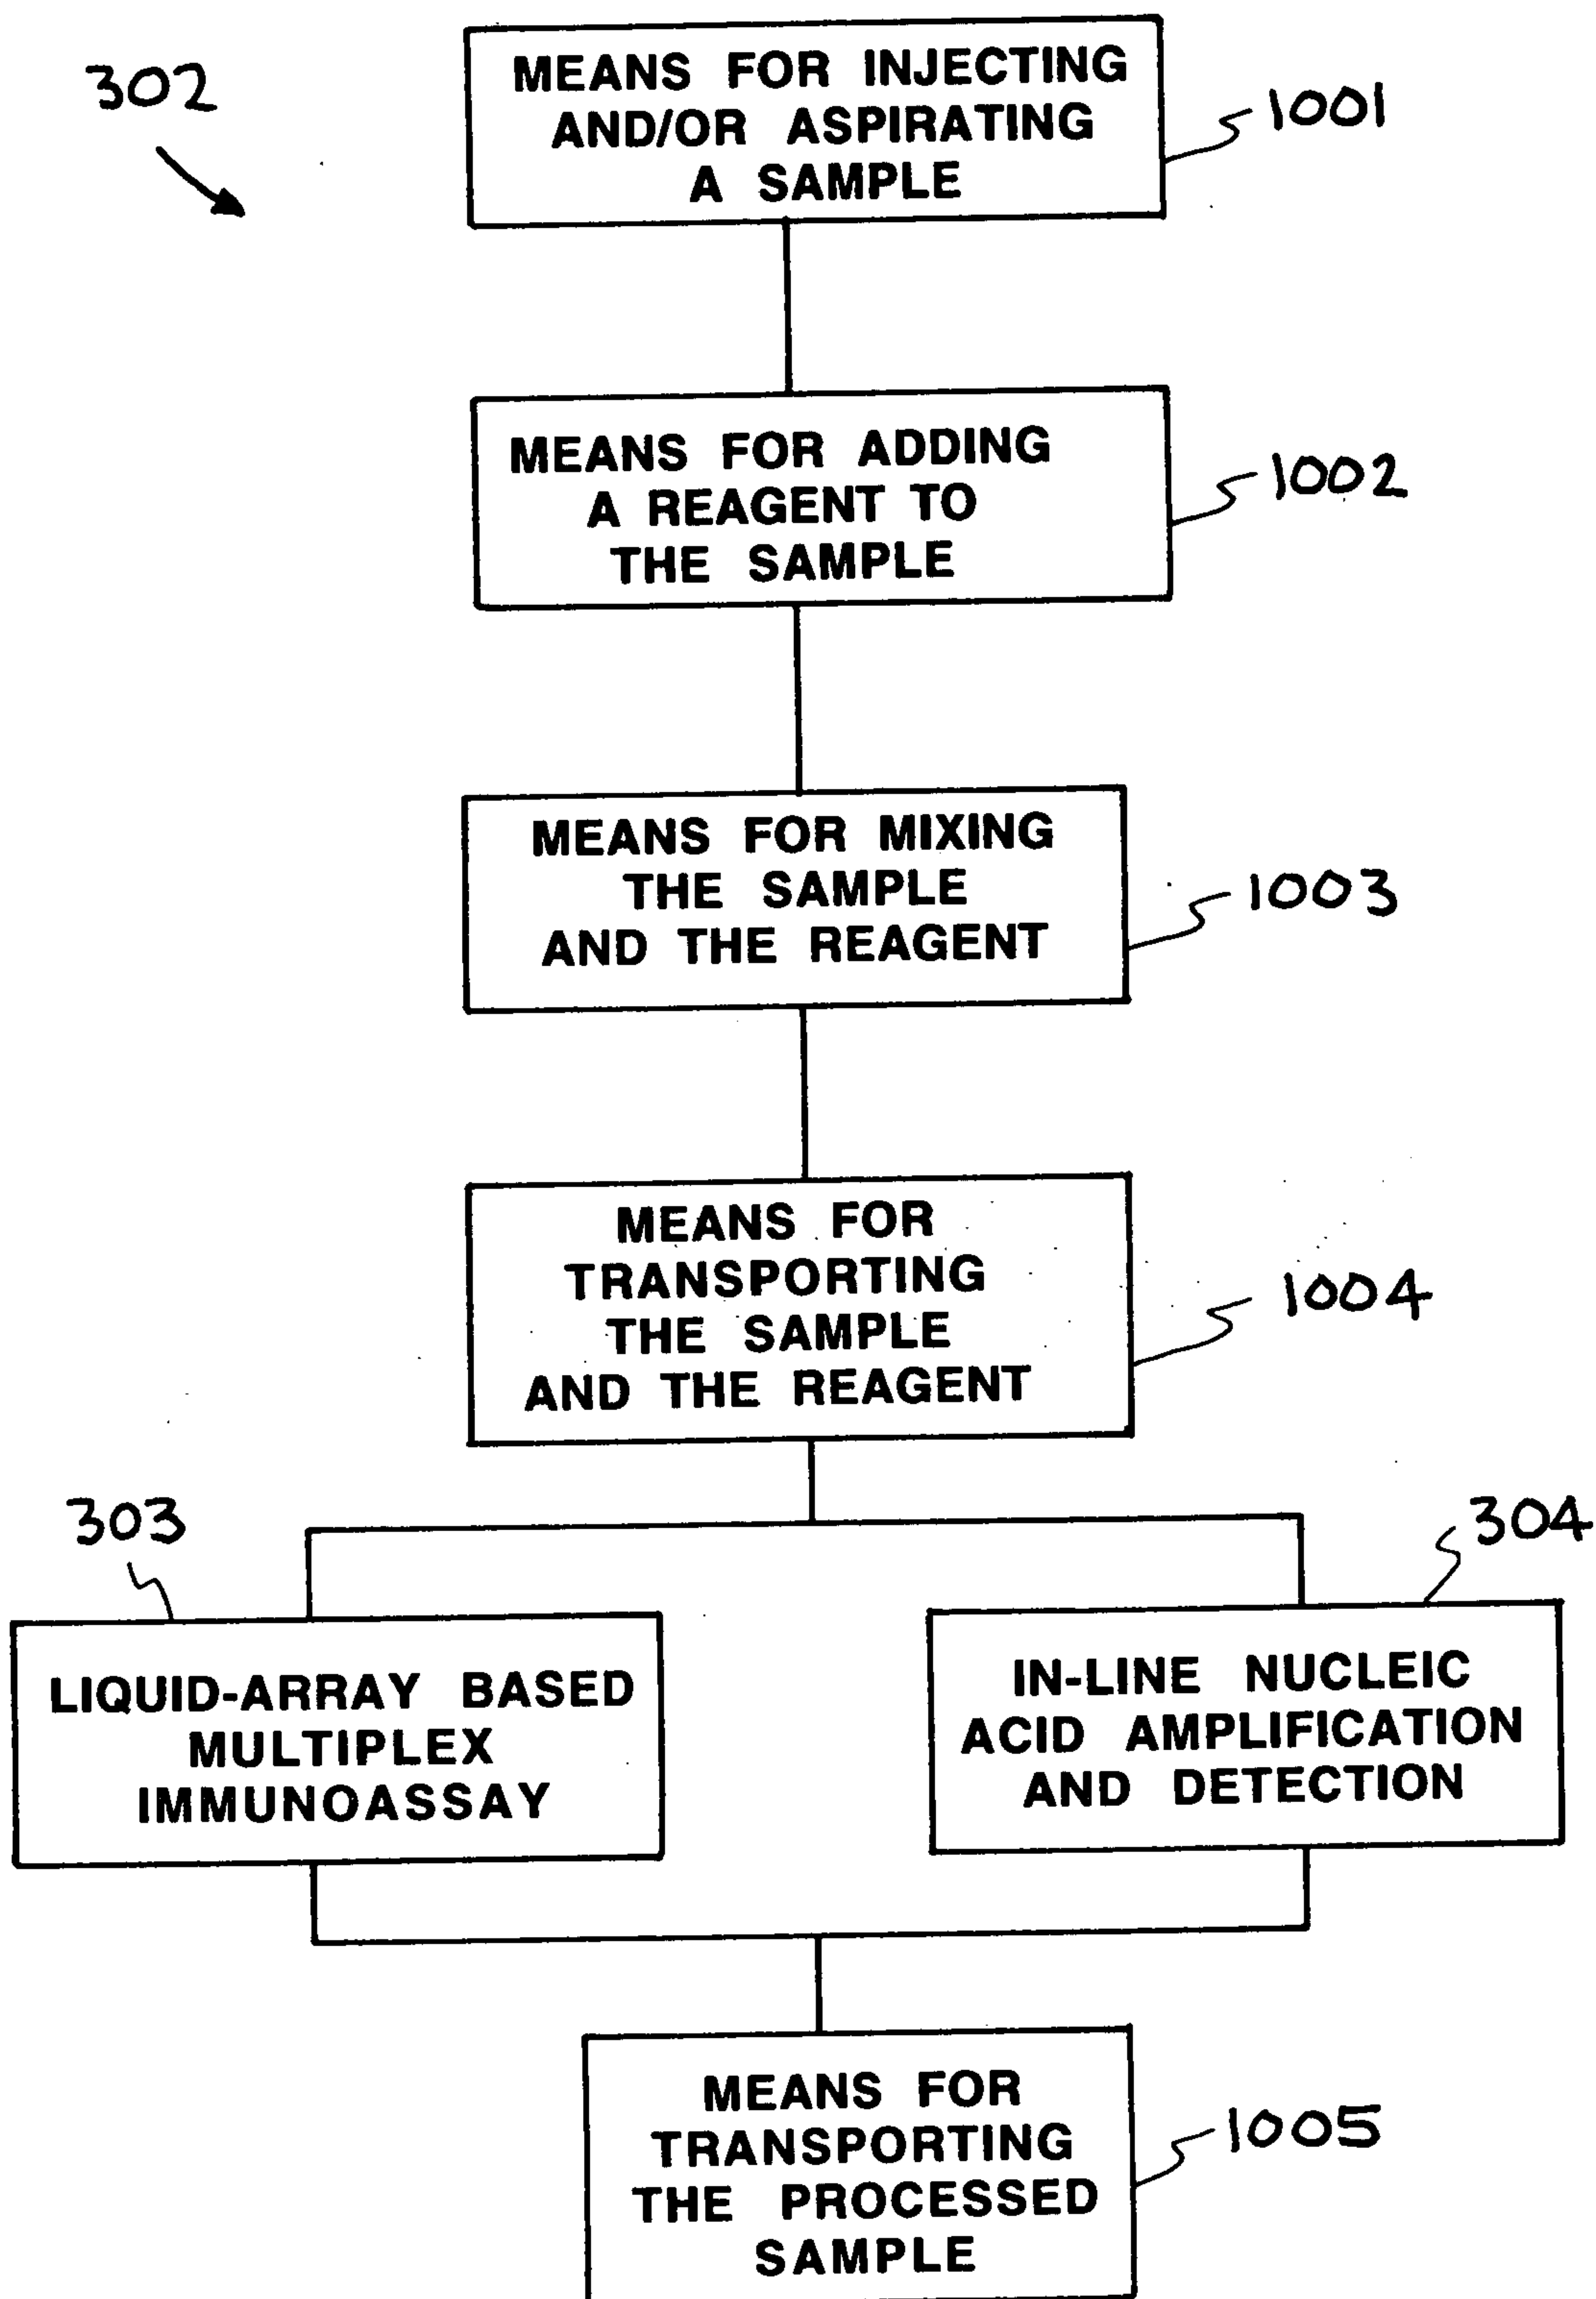 302
MEANS FOR INJECTING
AND/OR ASPIRATING
A SAMPLE
1001
MEANS FOR ADDING
A REAGENT TO
THE SAMPLE
1002
MEANS FOR MIXING
THE SAMPLE
AND THE REAGENT
1003
MEANS FOR
TRANSPORTING
THE SAMPLE
AND THE REAGENT
1004
303
LIQUID-ARRAY BASED
MULTIPLEX
IMMUNOASSAY
304
IN-LINE NUCLEIC
ACID AMPLIFICATION
AND DETECTION
MEANS FOR
TRANSPORTING
THE PROCESSED
SAMPLE
1005